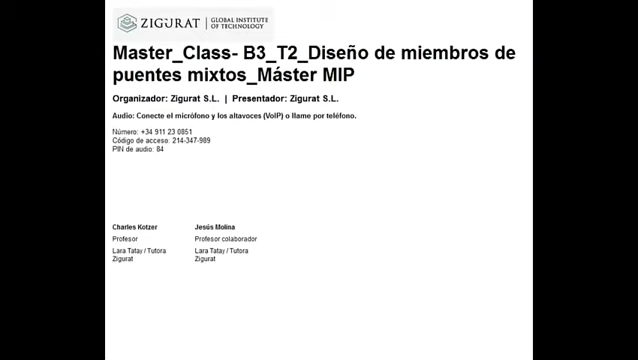 ZIGURAT
GLOBAL INSTITUTE
OF TECHNOLOGY
Master_Class- B3_T2_Diseño de miembros de
puentes mixtos_Máster MIP
Organizador: Zigurat S.L. | Presentador: Zigurat S.L.
Audio: Conecte el micrófono y los altavoces (VoIP) o llame por teléfono.
Número: +34 911 23 0851
Código de acceso: 214-347-989
PIN de audio: 84
Charles Kotzer Jesús Molina
Profesor Profesor colaborador
Lara Tatay / Tutora Lara Tatay / Tutora
Zigurat Zigurat